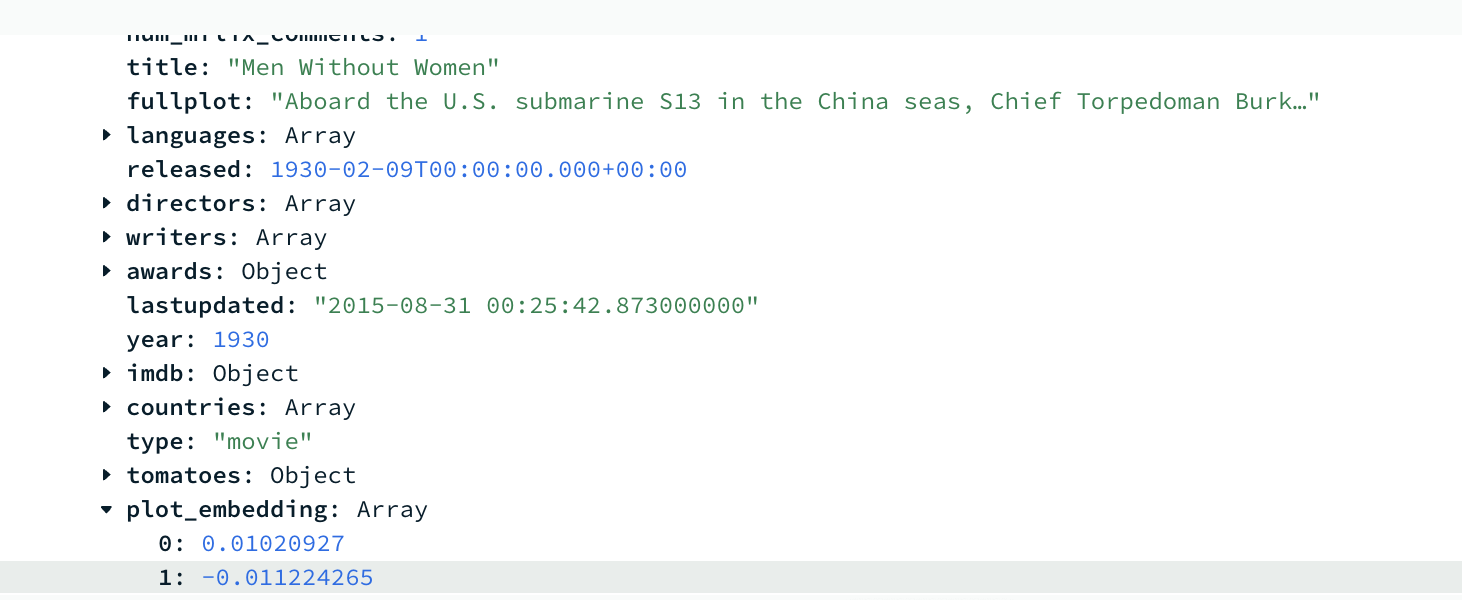 num_mflix_comments: 1
title: "Men Without Women"
fullplot: "Aboard the U.S. submarine S13 in the China seas, Chief Torpedoman Burk…"
languages: Array
released: 1930-02-09T00:00:00.000+00:00
directors: Array
writers: Array
awards: Object
lastupdated: "2015-08-31 00:25:42.873000000"
year: 1930
imdb: Object
countries: Array
type: "movie"
tomatoes: Object
plot_embedding: Array
0: 0.01020927
1: -0.011224265